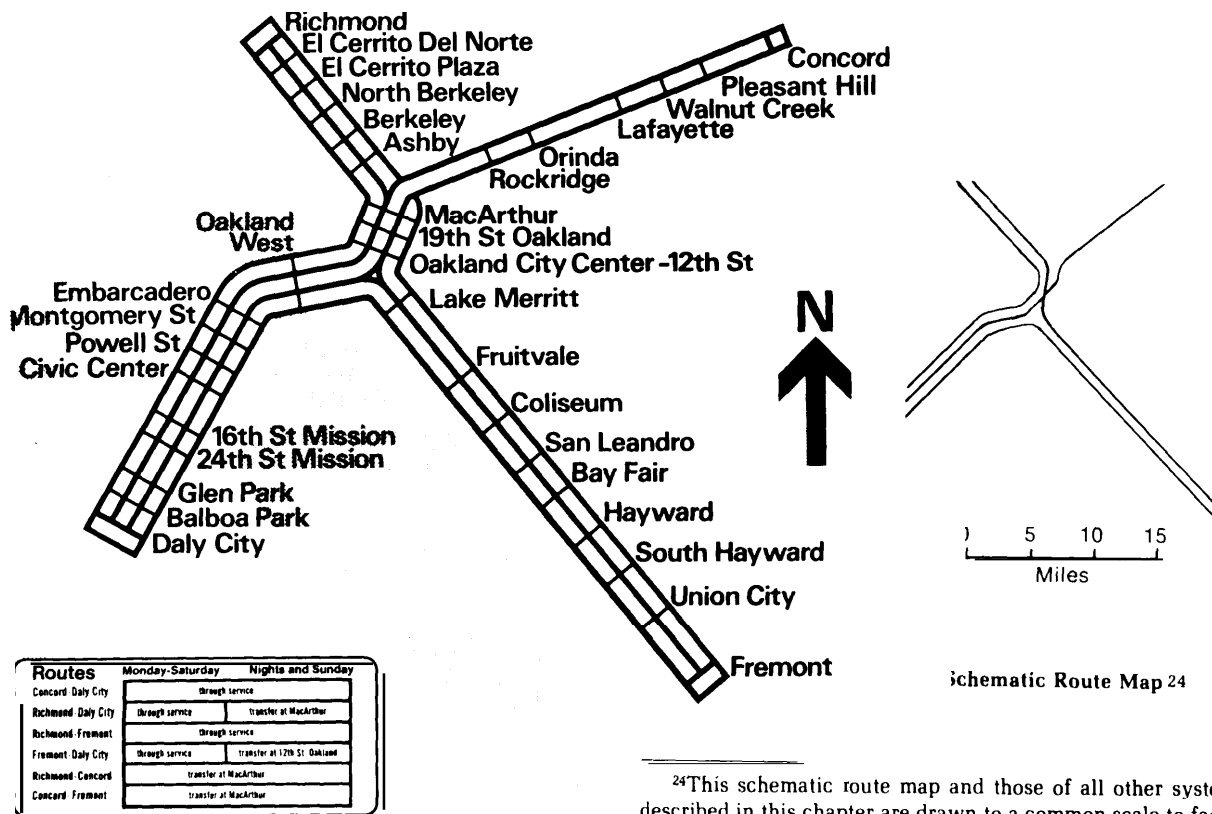 Richmond
El Cerrito Del Norte
El Cerrito Plaza
North Berkeley
Berkeley
Ashby
Concord
Pleasant Hill
Walnut Creek
Lafayette
Orinda
Rockridge
MacArthur
19th St Oakland
Oakland City Center-12th St
Oakland
West
Lake Merritt
Embarcadero
Montgomery St
Powell St
Civic Center
16th St Mission
24th St Mission
Glen Park
Balboa Park
Daly City
Fruitvale
Coliseum
San Leandro
Bay Fair
Hayward
South Hayward
Union City
Fremont
N
5 10 15
Miles
Schematic Route Map 24
Routes Monday-Saturday Nights and Sunday
Concord-Daly City through service
Richmond-Daly City through service transfer at MacArthur
Richmond-Fremont through service
Fremont-Daly City through service transfer at 12th St. Oakland
Richmond-Concord transfer at MacArthur
Concord-Fremont transfer at MacArthur
24This schematic route map and those of all other syste
described in this chapter are drawn to a common scale to fac